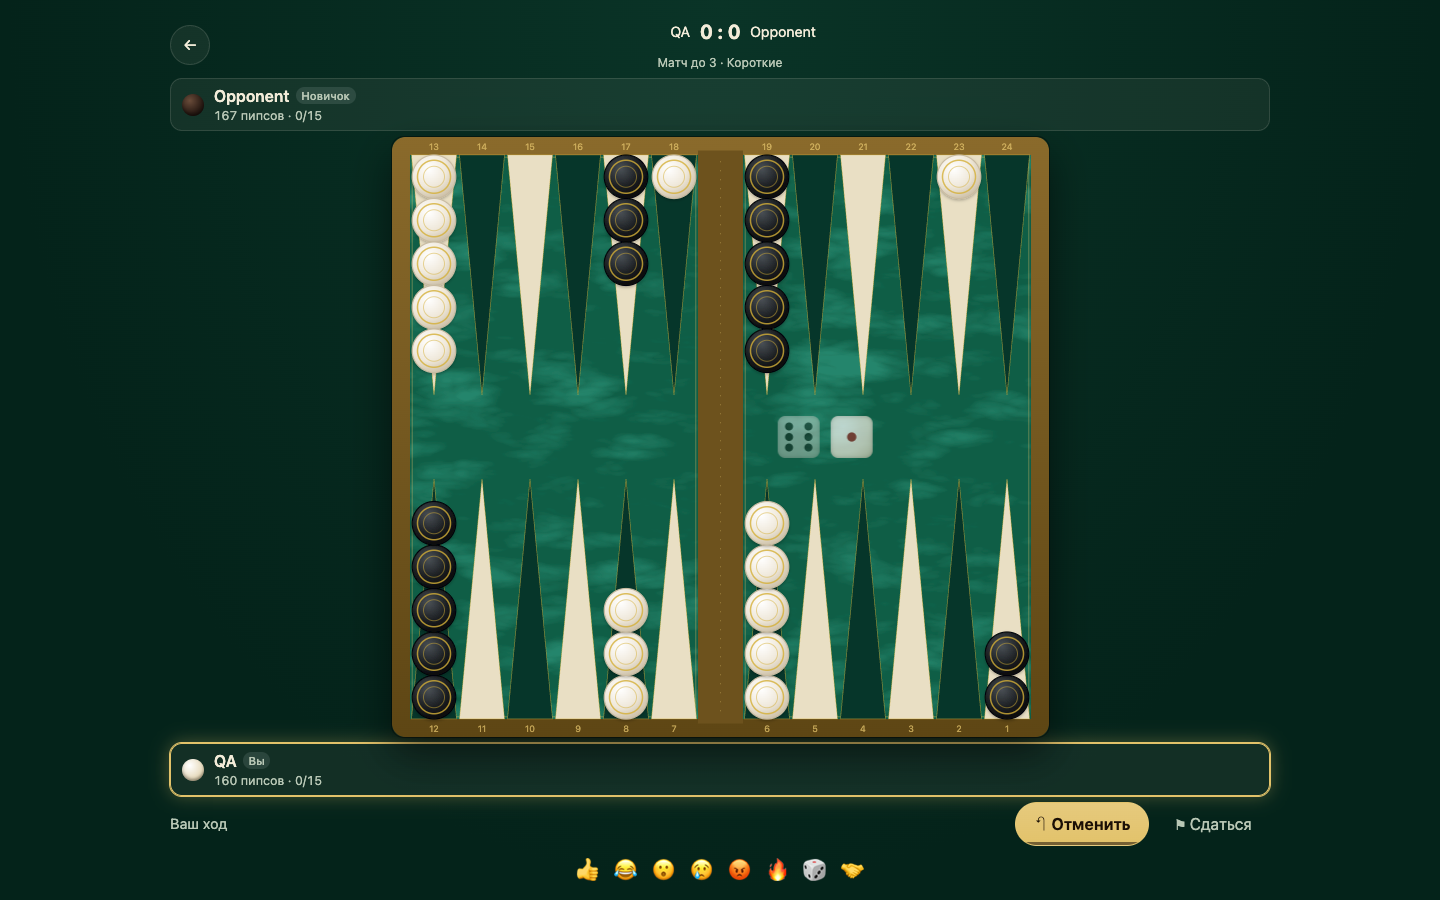 QA 0 : 0 Opponent
Матч до 3 · Короткие
Opponent Новичок
167 пипсов · 0/15
13 14 15 16 17 18 19 20 21 22 23 24
12 11 10 9 8 7 6 5 4 3 2 1
QA Вы
160 пипсов · 0/15
Ваш ход
Отменить
Сдаться